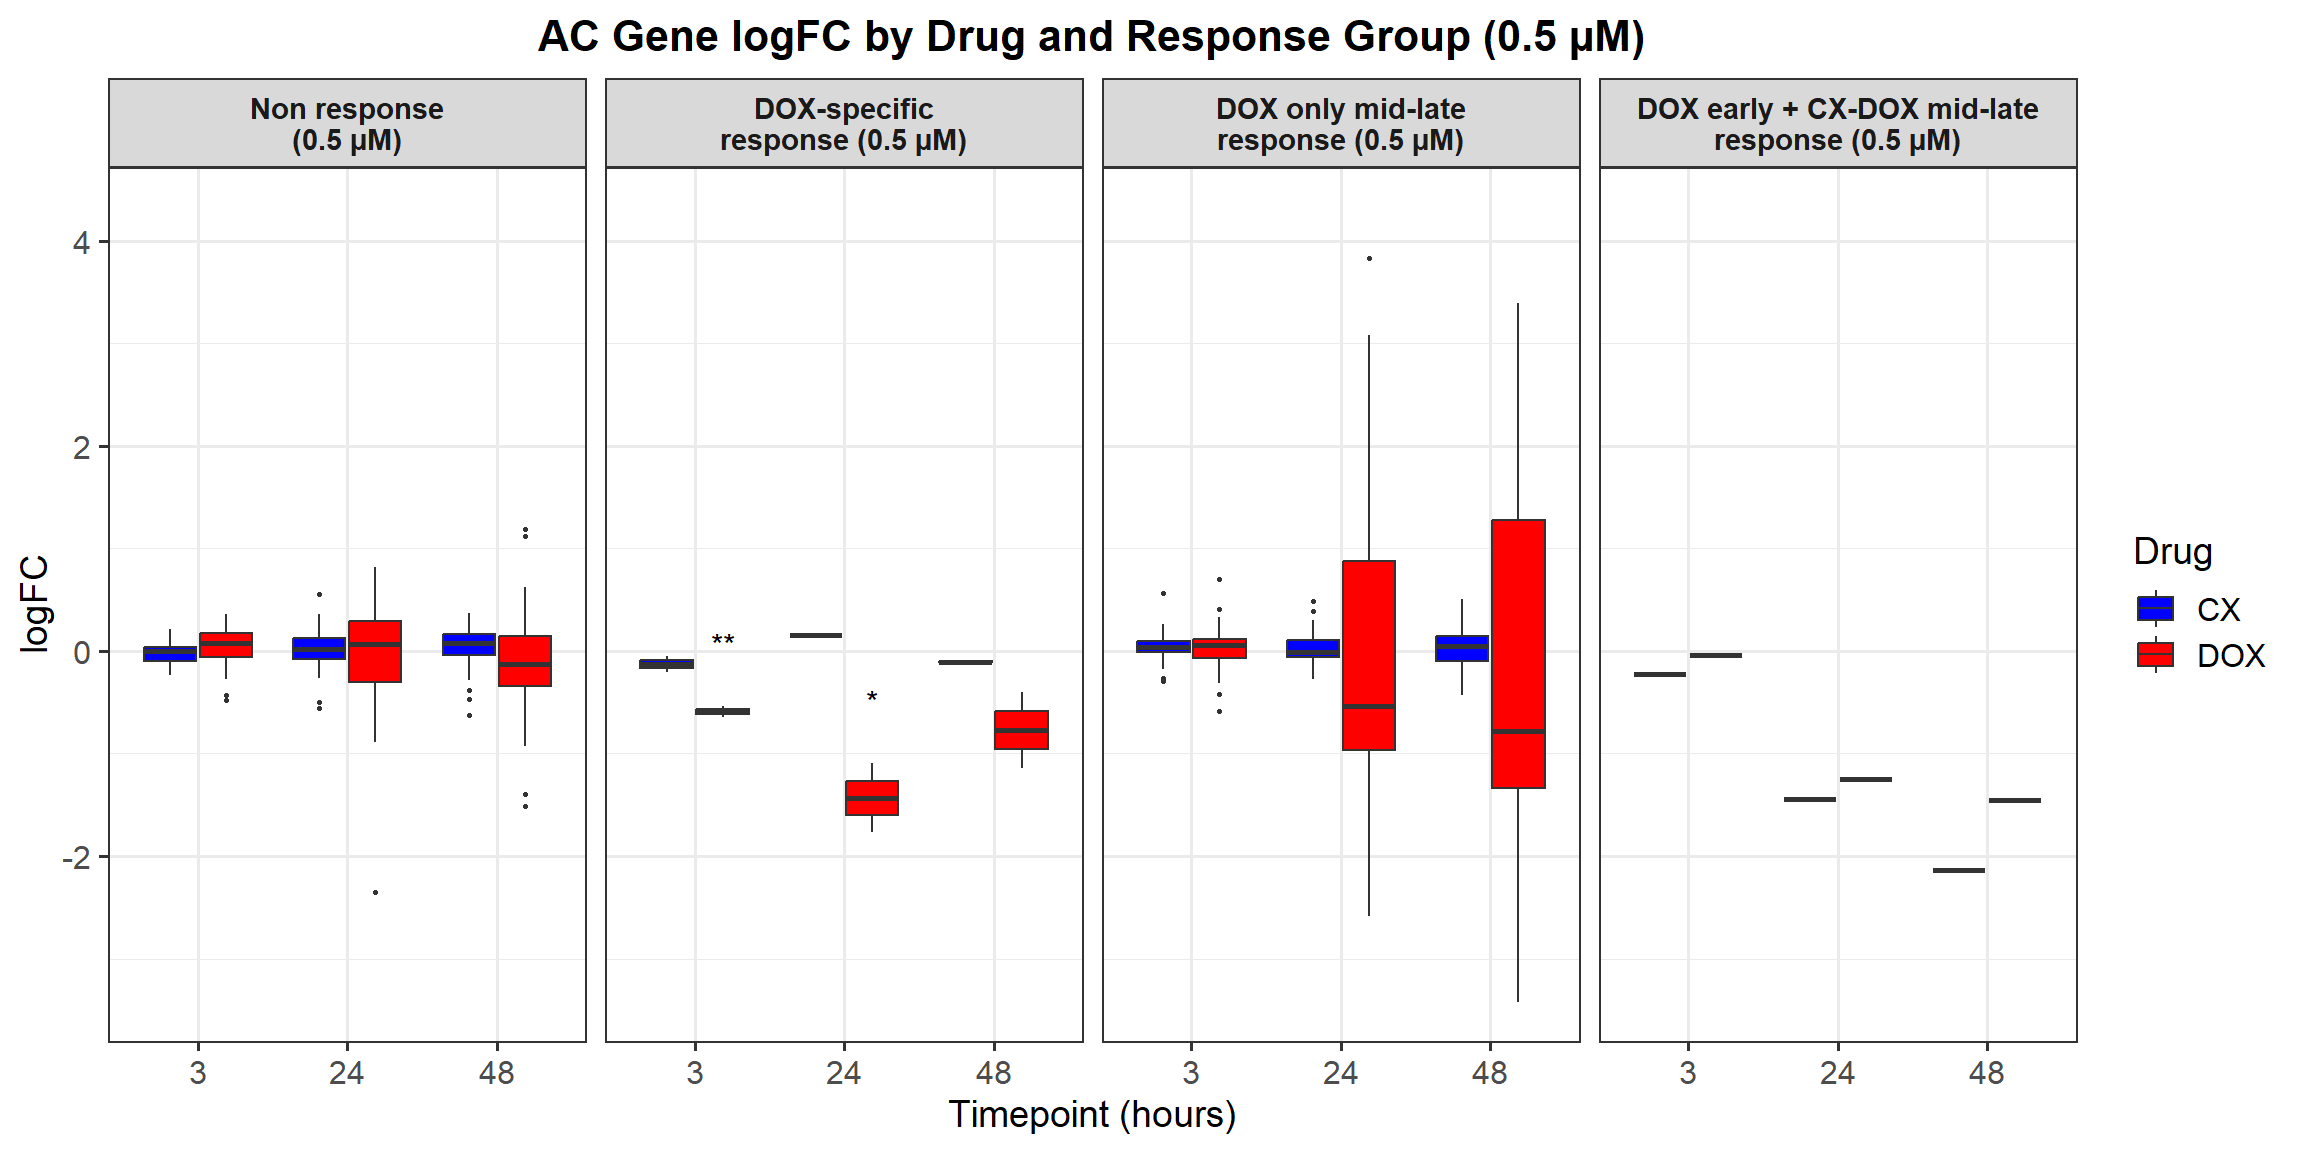 AC Gene logFC by Drug and Response Group (0.5 µM)
Non response
(0.5 µM)
DOX-specific
response (0.5 µM)
DOX only mid-late
response (0.5 µM)
DOX early + CX-DOX mid-late
response (0.5 µM)
logFC
4
2
0
-2
**
*
3
24
48
3
24
48
3
24
48
3
24
48
Timepoint (hours)
Drug
CX
DOX